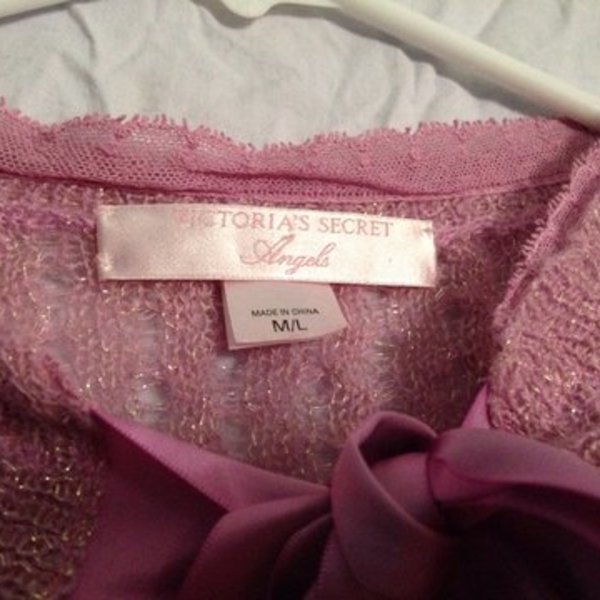 VICTORIA'S SECRET
Angels
MADE IN CHINA
M/L